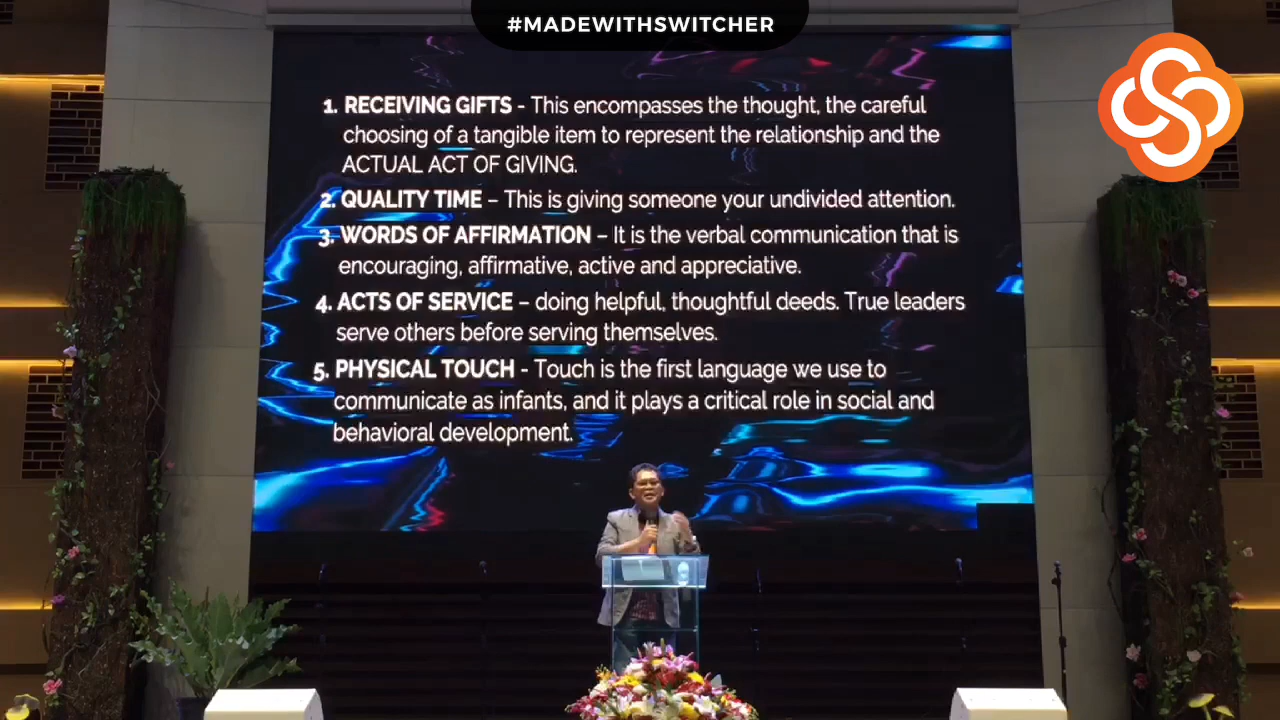 #MADEWITHSWITCHER
1. RECEIVING GIFTS - This encompasses the thought, the careful
choosing of a tangible item to represent the relationship and the
ACTUAL ACT OF GIVING.
2. QUALITY TIME – This is giving someone your undivided attention.
3. WORDS OF AFFIRMATION – It is the verbal communication that is
encouraging, affirmative, active and appreciative.
4. ACTS OF SERVICE – doing helpful, thoughtful deeds. True leaders
serve others before serving themselves.
5. PHYSICAL TOUCH - Touch is the first language we use to
communicate as infants, and it plays a critical role in social and
behavioral development.